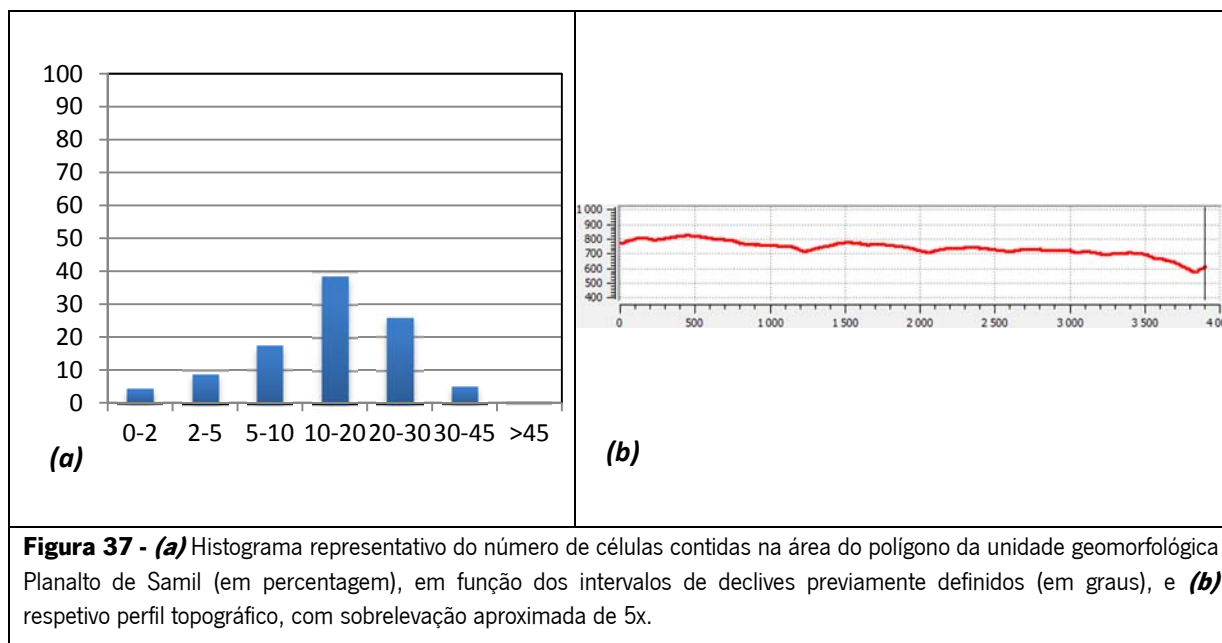 100
90
80
70
60
50
40
30
20
10
0
0-2 2-5 5-10 10-20 20-30 30-45 >45
(a)
1 000
900
800
700
600
500
400
0 500 1 000 1 500 2 000 2 500 3 000 3 500 4 00
(b)
Figura 37 - (a) Histograma representativo do número de células contidas na área do polígono da unidade geomorfológica
Planalto de Samil (em percentagem), em função dos intervalos de declives previamente definidos (em graus), e (b)
respetivo perfil topográfico, com sobrelevação aproximada de 5x.